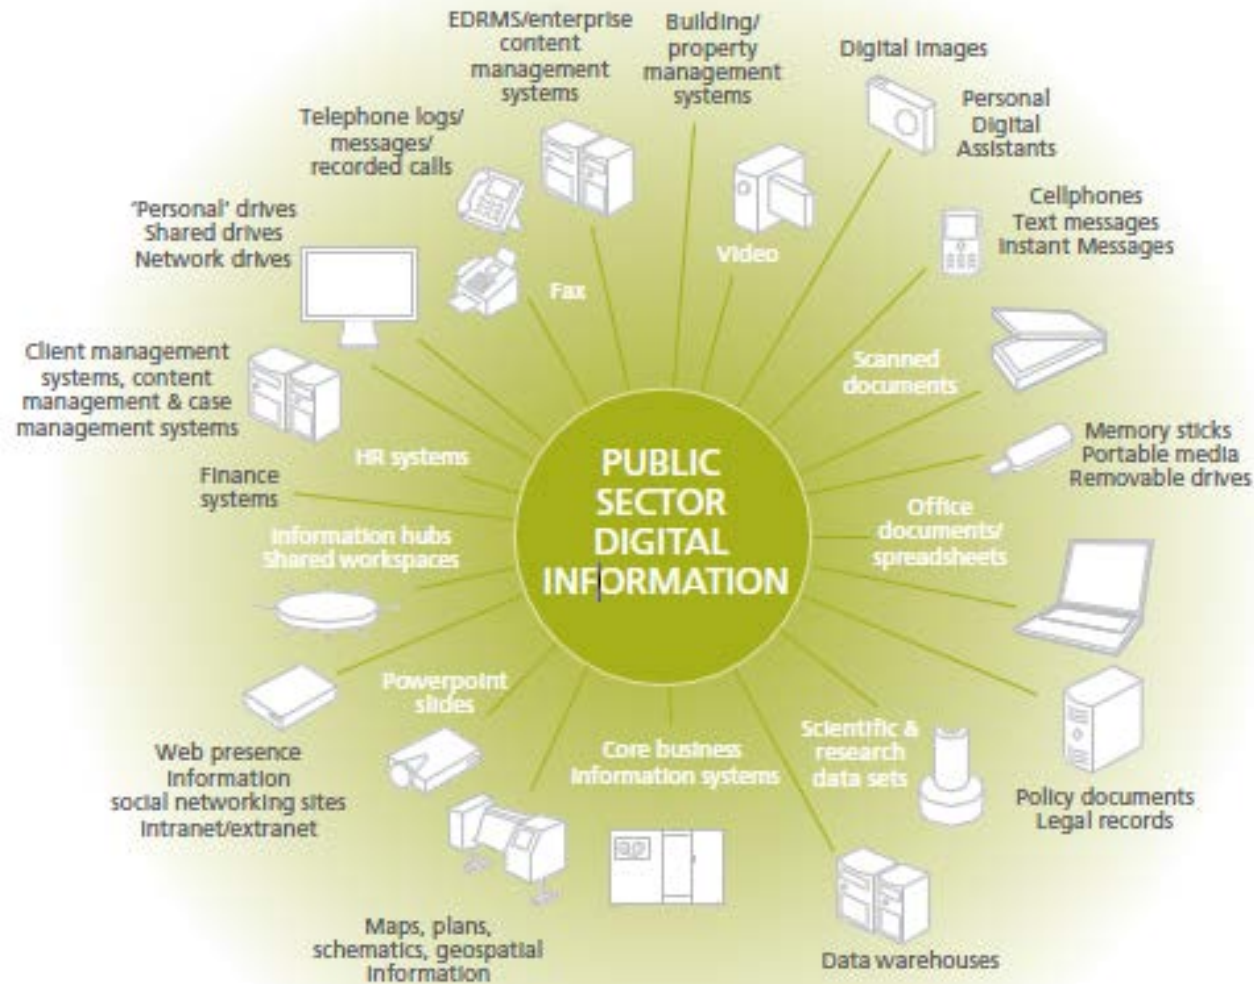 EDRMS/enterprise
content
management
systems
Building/
property
management
systems
Digital Images
Personal
Digital
Assistants
Telephone logs/
messages/
recorded calls
Cellphones
Text messages
Instant Messages
'Personal' drives
Shared drives
Network drives
Video
Fax
Client management
systems, content
management & case
management systems
Scanned
documents
HR systems
Memory sticks
Portable media
Removable drives
Finance
systems
PUBLIC
SECTOR
DIGITAL
INFORMATION
Office
documents/
spreadsheets
Information hubs
Shared workspaces
Powerpoint
slides
Web presence
Information
social networking sites
Intranet/extranet
Core business
Information systems
Scientific &
research
data sets
Policy documents
Legal records
Maps, plans,
schematics, geospatial
Information
Data warehouses